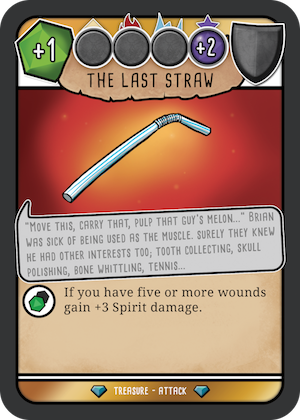 +1
+2
THE LAST STRAW
"MOVE THIS, CARRY THAT, PULP THAT GUY'S MELON..." BRIAN
WAS SICK OF BEING USED AS THE MUSCLE. SURELY THEY KNEW
HE HAD OTHER INTERESTS TOO; TOOTH COLLECTING, SKULL
POLISHING, BONE WHITTLING, TENNIS...
If you have five or more wounds
gain +3 Spirit damage.
TREASURE - ATTACK